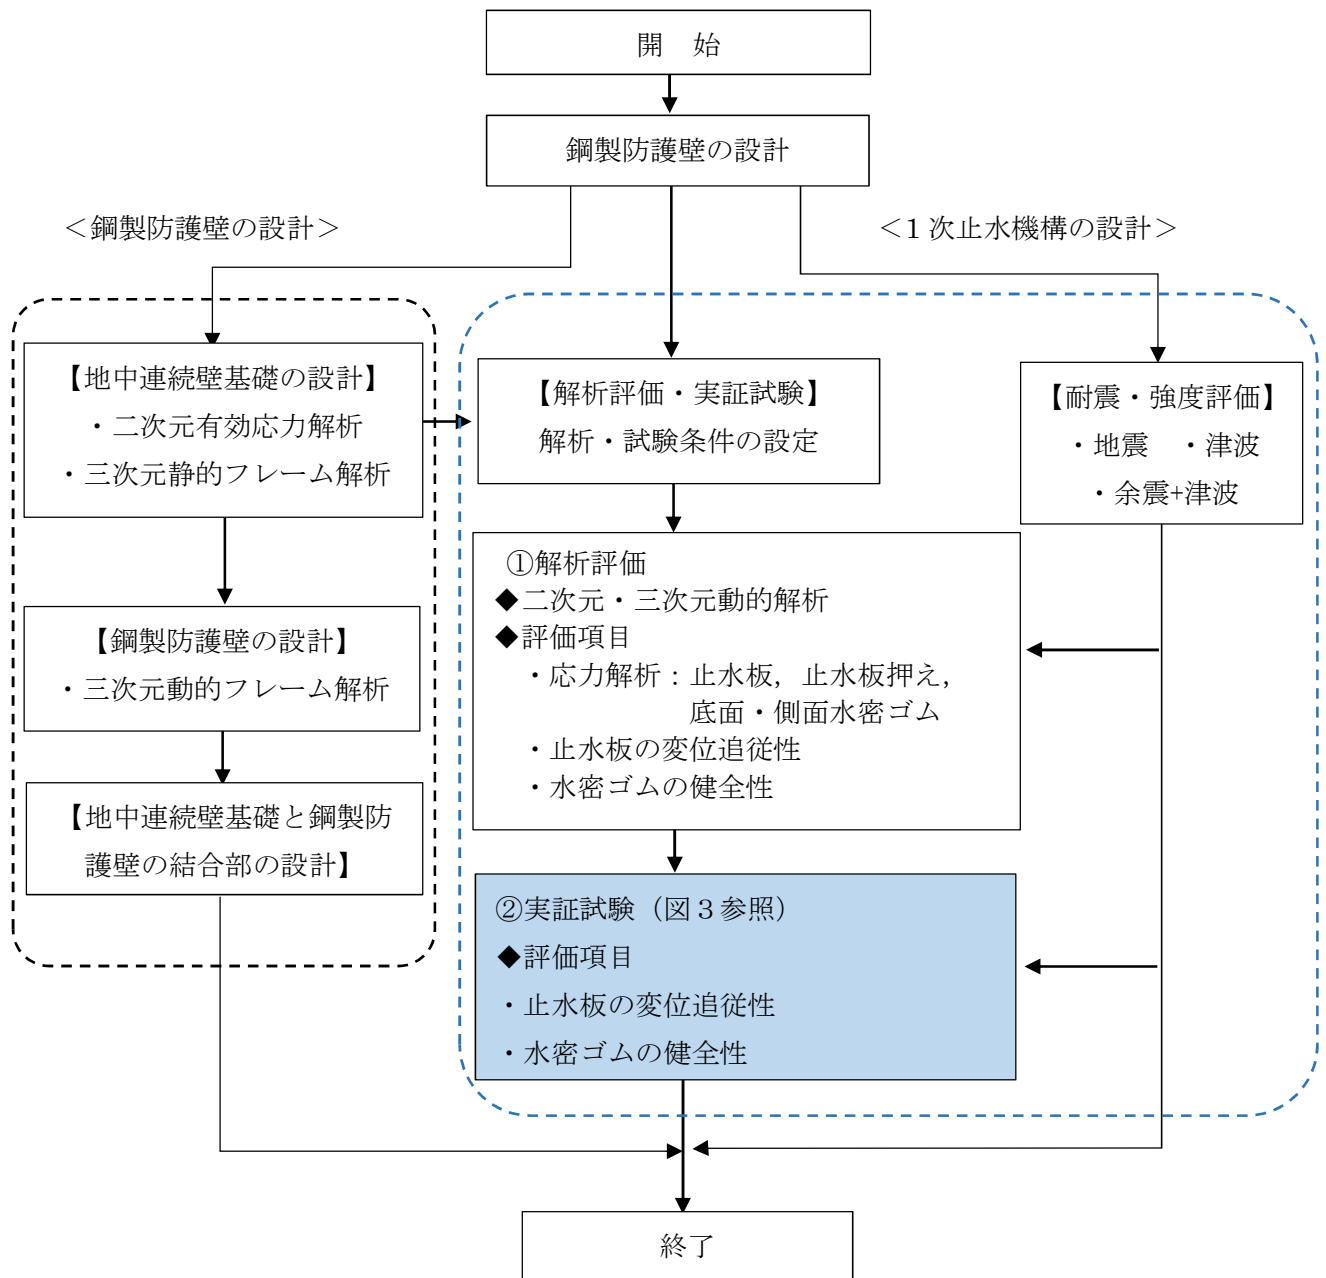 開　始
鋼製防護壁の設計
＜鋼製防護壁の設計＞
＜1 次止水機構の設計＞
【地中連続壁基礎の設計】
・二次元有効応力解析
・三次元静的フレーム解析
【鋼製防護壁の設計】
・三次元動的フレーム解析
【地中連続壁基礎と鋼製防
護壁の結合部の設計】
【解析評価・実証試験】
解析・試験条件の設定
①解析評価
◆二次元・三次元動的解析
◆評価項目
・応力解析：止水板，止水板押え，
底面・側面水密ゴム
・止水板の変位追従性
・水密ゴムの健全性
②実証試験（図３参照）
◆評価項目
・止水板の変位追従性
・水密ゴムの健全性
【耐震・強度評価】
・地震　・津波
・余震+津波
終了